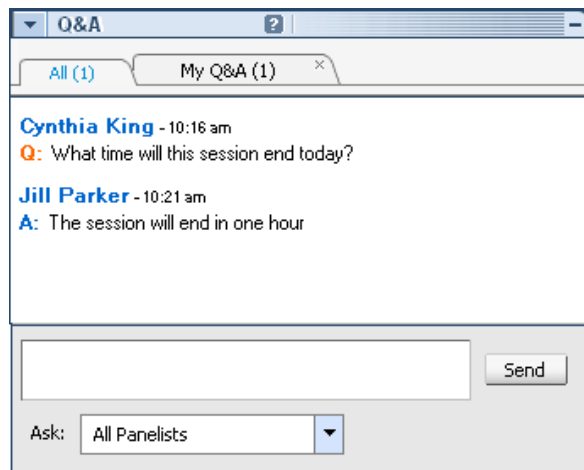 Q&A ?
All (1) My Q&A (1) ×
Cynthia King - 10:16 am
Q: What time will this session end today?
Jill Parker - 10:21 am
A: The session will end in one hour
Send
Ask: All Panelists